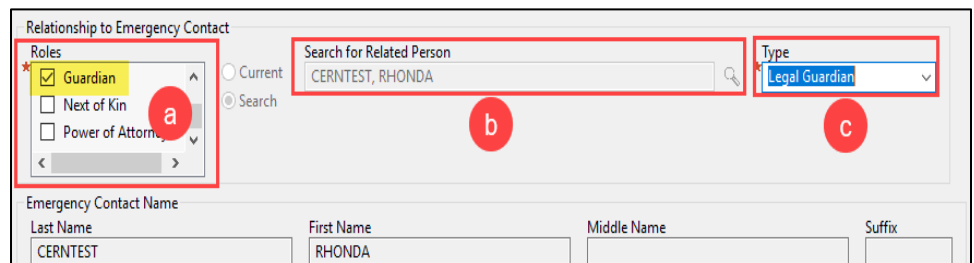 Relationship to Emergency Contact
Roles
Search for Related Person
Type
* Guardian
Current
CERNTEST, RHONDA
* Legal Guardian
Next of Kin
Search
Power of Attorney
a
b
c
Emergency Contact Name
Last Name
First Name
Middle Name
Suffix
CERNTEST
RHONDA